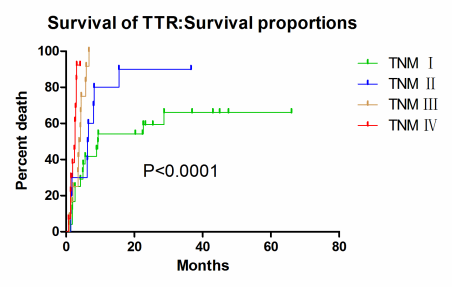 Survival of TTR:Survival proportions
100
80
60
40
20
0
Percent death
P<0.0001
0 20 40 60 80
Months
TNM Ⅰ
TNM Ⅱ
TNM Ⅲ
TNM Ⅳ